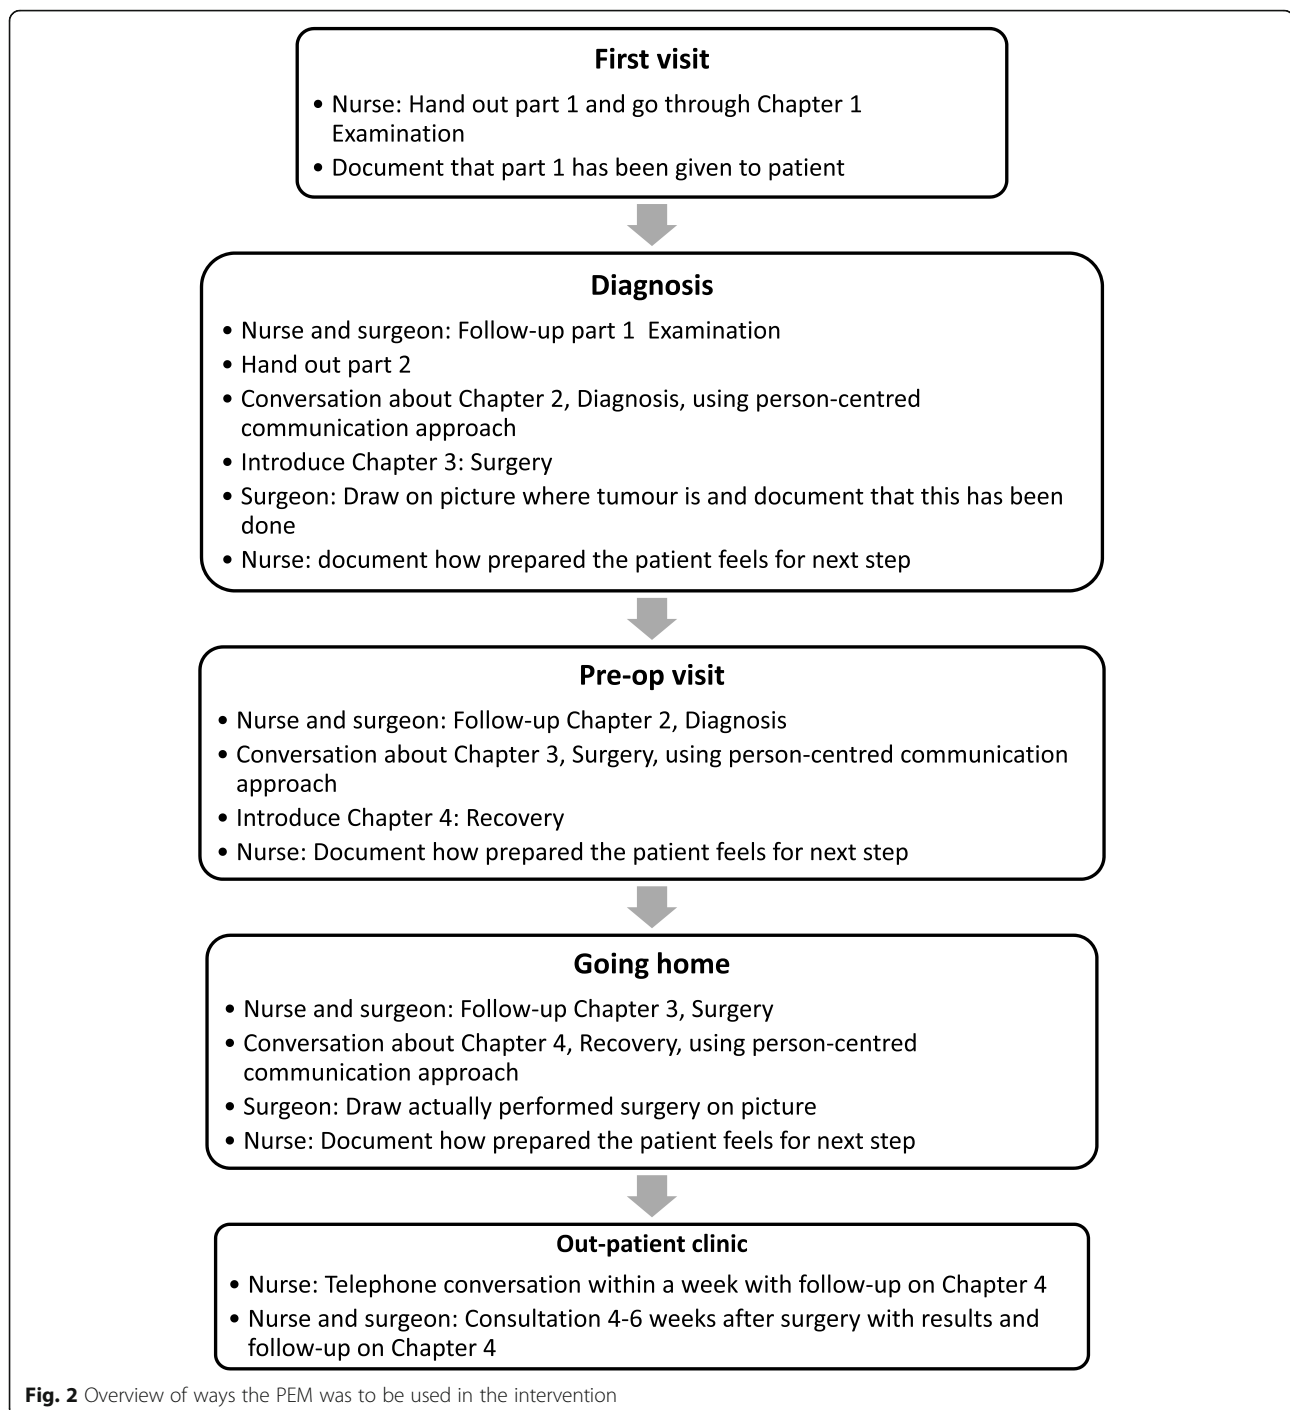 First visit
• Nurse: Hand out part 1 and go through Chapter 1
Examination
• Document that part 1 has been given to patient
Diagnosis
• Nurse and surgeon: Follow-up part 1  Examination
• Hand out part 2
• Conversation about Chapter 2, Diagnosis, using person-centred
communication approach
• Introduce Chapter 3: Surgery
• Surgeon: Draw on picture where tumour is and document that this has been
done
• Nurse: document how prepared the patient feels for next step
Pre-op visit
• Nurse and surgeon: Follow-up Chapter 2, Diagnosis
• Conversation about Chapter 3, Surgery, using person-centred communication
approach
• Introduce Chapter 4: Recovery
• Nurse: Document how prepared the patient feels for next step
Going home
• Nurse and surgeon: Follow-up Chapter 3, Surgery
• Conversation about Chapter 4, Recovery, using person-centred
communication approach
• Surgeon: Draw actually performed surgery on picture
• Nurse: Document how prepared the patient feels for next step
Out-patient clinic
• Nurse: Telephone conversation within a week with follow-up on Chapter 4
• Nurse and surgeon: Consultation 4-6 weeks after surgery with results and
follow-up on Chapter 4
Fig. 2 Overview of ways the PEM was to be used in the intervention